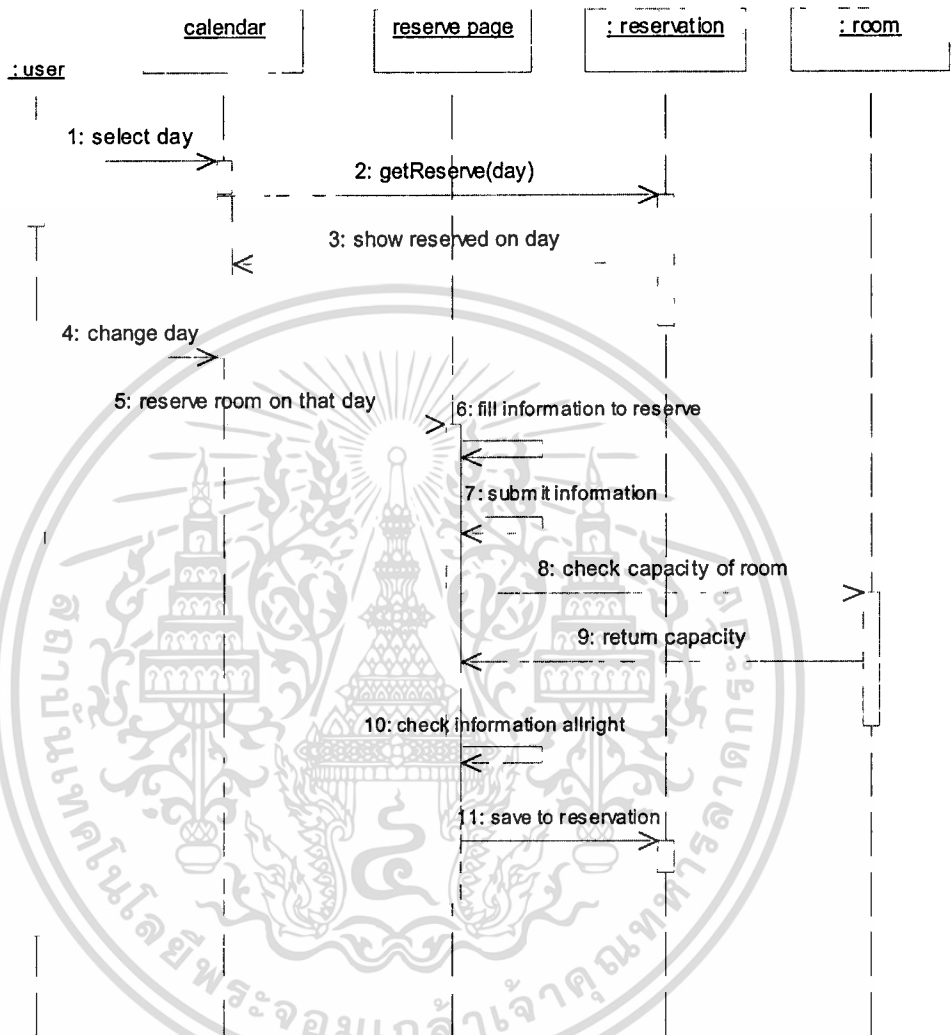 calendar
reserve page
: reservation
: room
: user
1: select day
2: getReserve(day)
3: show reserved on day
4: change day
5: reserve room on that day
6: fill information to reserve
7: submit information
8: check capacity of room
9: return capacity
10: check information allright
11: save to reservation